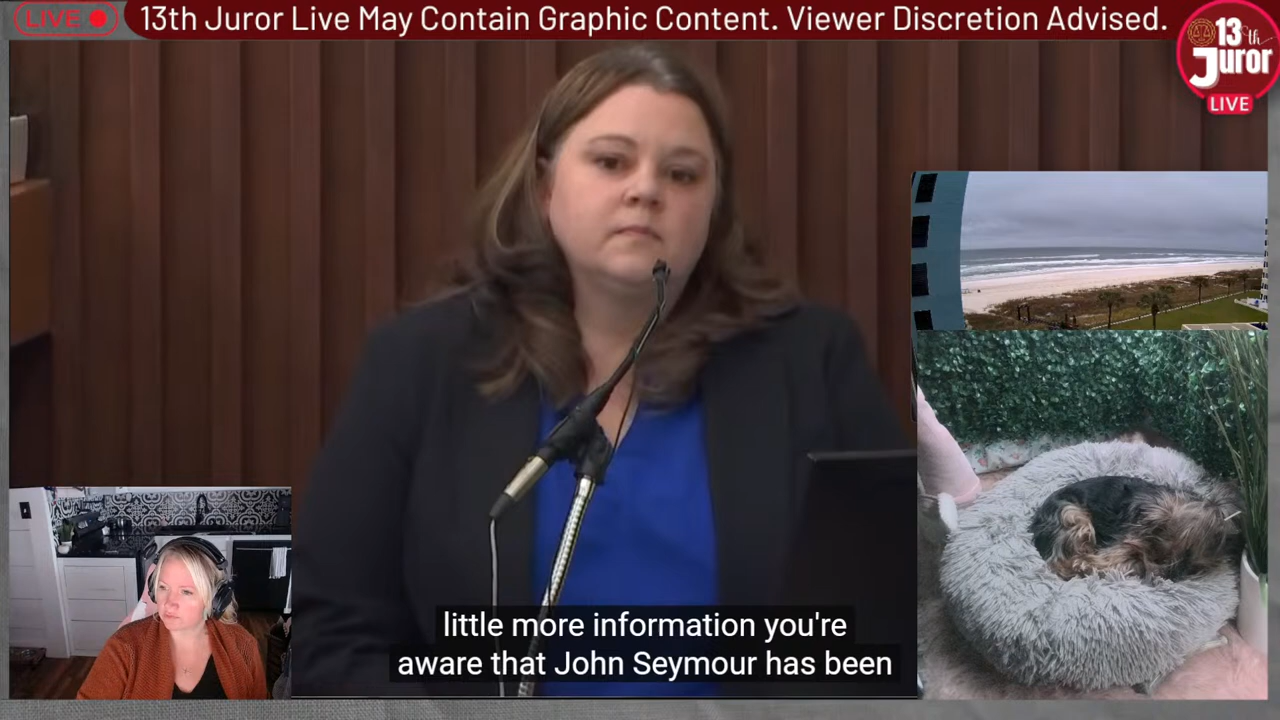 LIVE
13th Juror Live May Contain Graphic Content. Viewer Discretion Advised.
13th
Juror
LIVE
little more information you're
aware that John Seymour has been